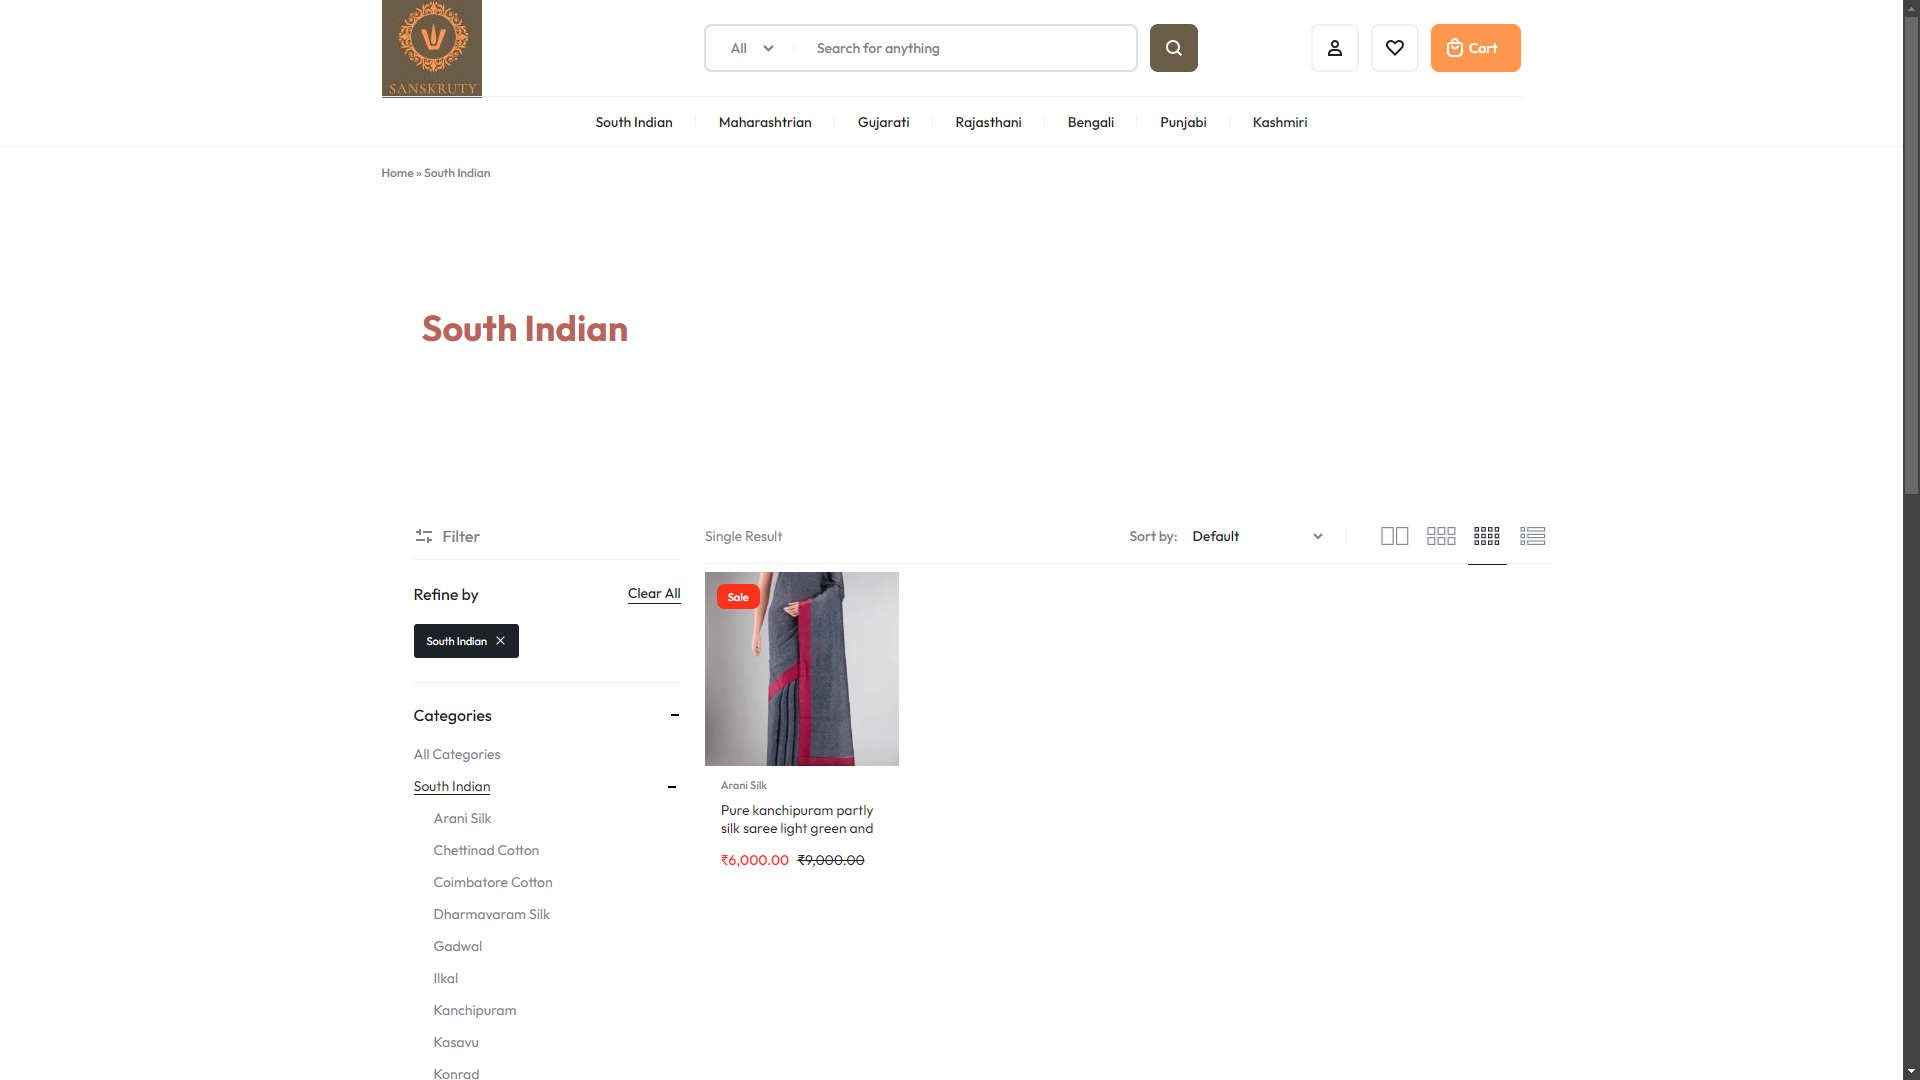 SANSKRUTY
All
Search for anything
Cart
South Indian
Maharashtrian
Gujarati
Rajasthani
Bengali
Punjabi
Kashmiri
Home » South Indian
South Indian
Filter
Single Result
Sort by: Default
Refine by
Clear All
South Indian
Categories
All Categories
South Indian
Arani Silk
Chettinad Cotton
Coimbatore Cotton
Dharmavaram Silk
Gadwal
Ilkal
Kanchipuram
Kasavu
Konrad
Sale
Arani Silk
Pure kanchipuram partly
silk saree light green and
₹6,000.00 ₹9,000.00